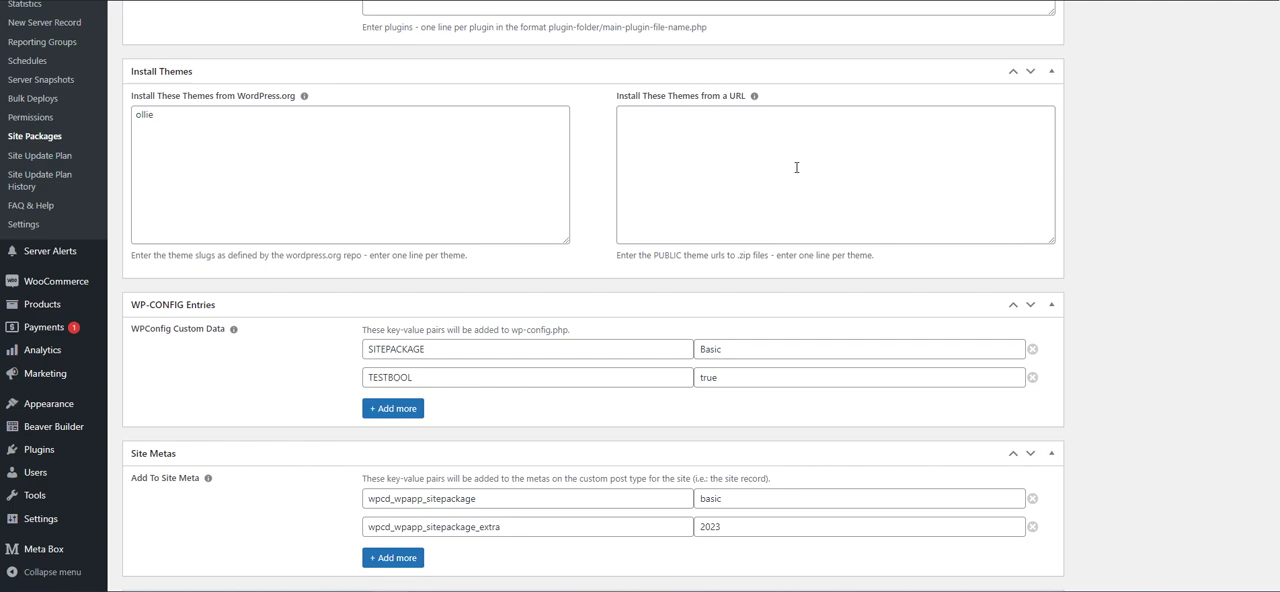 Statistics
New Server Record
Reporting Groups
Schedules
Server Snapshots
Bulk Deploys
Permissions
Site Packages
Site Update Plan
Site Update Plan
History
FAQ & Help
Settings
Server Alerts
WooCommerce
Products
Payments 1
Analytics
Marketing
Appearance
Beaver Builder
Plugins
Users
Tools
Settings
Meta Box
Collapse menu
Enter plugins - one line per plugin in the format plugin-folder/main-plugin-file-name.php
Install Themes
Install These Themes from WordPress.org
ollie
Enter the theme slugs as defined by the wordpress.org repo - enter one line per theme.
Install These Themes from a URL
Enter the PUBLIC theme urls to .zip files - enter one line per theme.
WP-CONFIG Entries
WPConfig Custom Data
These key-value pairs will be added to wp-config.php.
SITEPACKAGE Basic
TESTBOOL true
+ Add more
Site Metas
Add To Site Meta
These key-value pairs will be added to the metas on the custom post type for the site (i.e.: the site record).
wpcd_wpapp_sitepackage basic
wpcd_wpapp_sitepackage_extra 2023
+ Add more